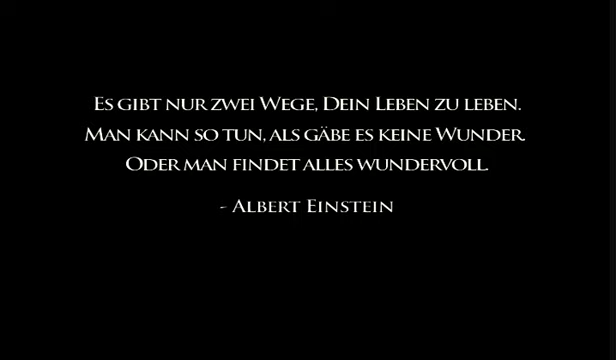 Es gibt nur zwei Wege, Dein Leben zu leben.
Man kann so tun, als gäbe es keine Wunder.
Oder man findet alles wundervoll.
- Albert Einstein